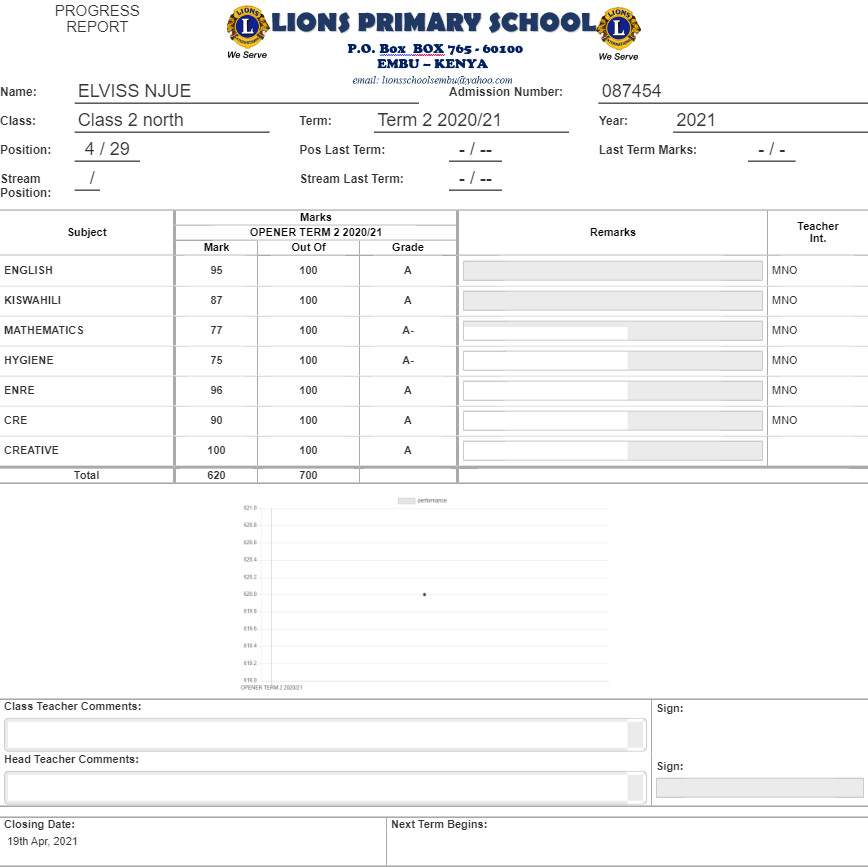 PROGRESS
REPORT
LIONS PRIMARY SCHOOL
We Serve
We Serve
P.O. Box BOX 765 - 60100
EMBU – KENYA
email: lionsschoolsembu@yahoo.com
Name: ELVISS NJUE Admission Number: 087454
Class: Class 2 north Term: Term 2 2020/21 Year: 2021
Position: 4 / 29 Pos Last Term: - / -- Last Term Marks: - / -
Stream Position: / Stream Last Term: - / --
Subject Marks Remarks Teacher Int.
OPENER TERM 2 2020/21
Mark Out Of Grade
ENGLISH 95 100 A MNO
KISWAHILI 87 100 A MNO
MATHEMATICS 77 100 A- MNO
HYGIENE 75 100 A- MNO
ENRE 96 100 A MNO
CRE 90 100 A MNO
CREATIVE 100 100 A
Total 620 700
performance
621.0
620.8
620.6
620.4
620.2
620.0
619.8
619.6
619.4
619.2
619.0
OPENER TERM 2 2020/21
Class Teacher Comments: Sign:
Head Teacher Comments: Sign:
Closing Date: Next Term Begins:
19th Apr, 2021